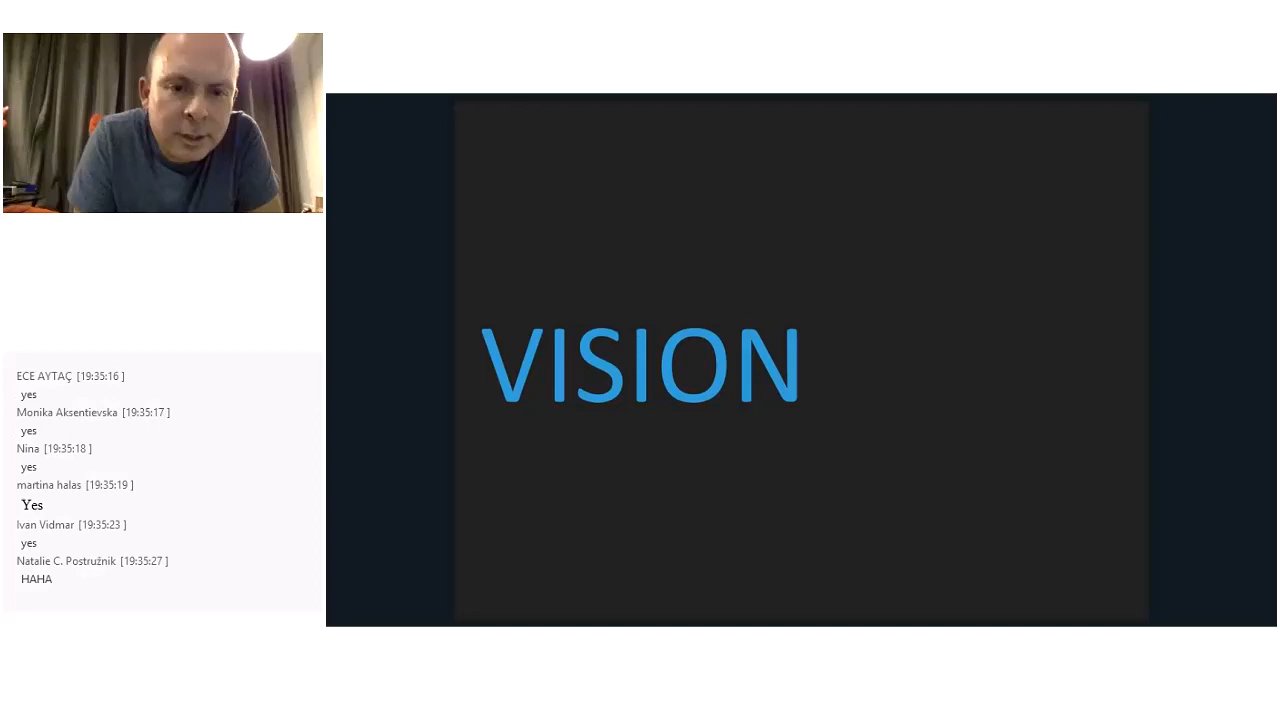 VISION
ECE AYTAÇ [19:35:16 ]
yes
Monika Aksentievska [19:35:17 ]
yes
Nina [19:35:18 ]
yes
martina halas [19:35:19 ]
Yes
Ivan Vidmar [19:35:23 ]
yes
Natalie C. Postružnik [19:35:27 ]
HAHA